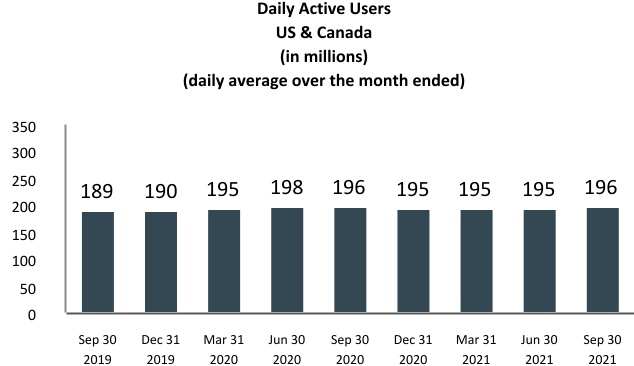 Daily Active Users
US & Canada
(in millions)
(daily average over the month ended)
350
300
250
200
150
100
50
0
189 190 195 198 196 195 195 195 196
Sep 30 Dec 31 Mar 31 Jun 30 Sep 30 Dec 31 Mar 31 Jun 30 Sep 30
2019 2019 2020 2020 2020 2020 2021 2021 2021